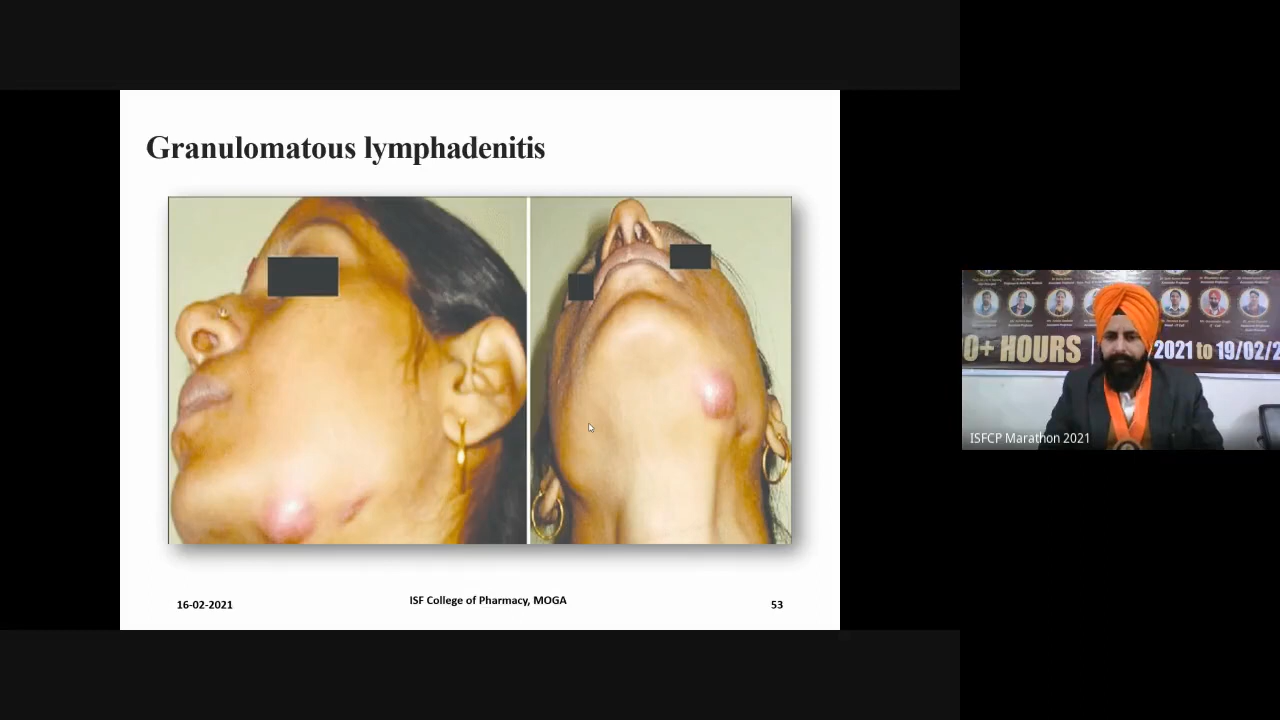 Granulomatous lymphadenitis
16-02-2021
ISF College of Pharmacy, MOGA
53
0+ HOURS
2021 to 19/02/2
ISFCP Marathon 2021